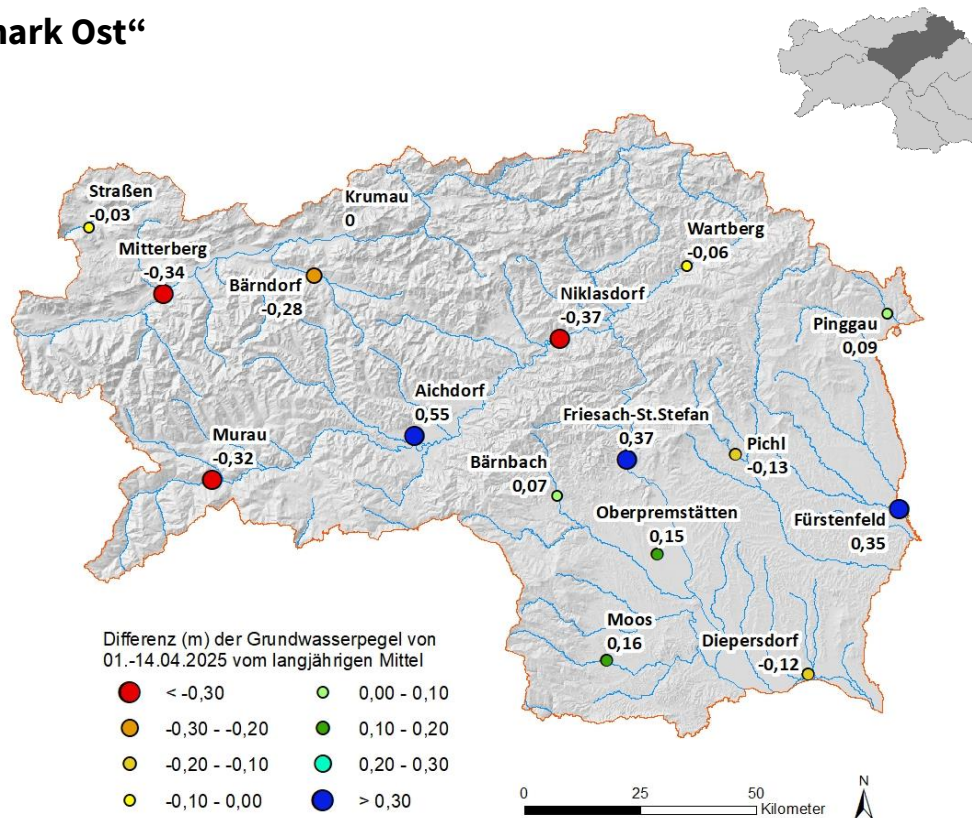 nark Ost“
Straßen
-0,03
Krumau
0
Wartberg
-0,06
Mitterberg
-0,34
Bärndorf
-0,28
Niklasdorf
-0,37
Pinggau
0,09
Aichdorf
0,55
Friesach-St.Stefan
0,37
Murau
-0,32
Pichl
-0,13
Bärnbach
0,07
Oberpremstätten
0,15
Fürstenfeld
0,35
Moos
0,16
Diepersdorf
-0,12
Differenz (m) der Grundwasserpegel von
01.-14.04.2025 vom langjährigen Mittel
< -0,30
0,00 - 0,10
-0,30 - -0,20
0,10 - 0,20
-0,20 - -0,10
0,20 - 0,30
-0,10 - 0,00
> 0,30
0 25 50
Kilometer
N